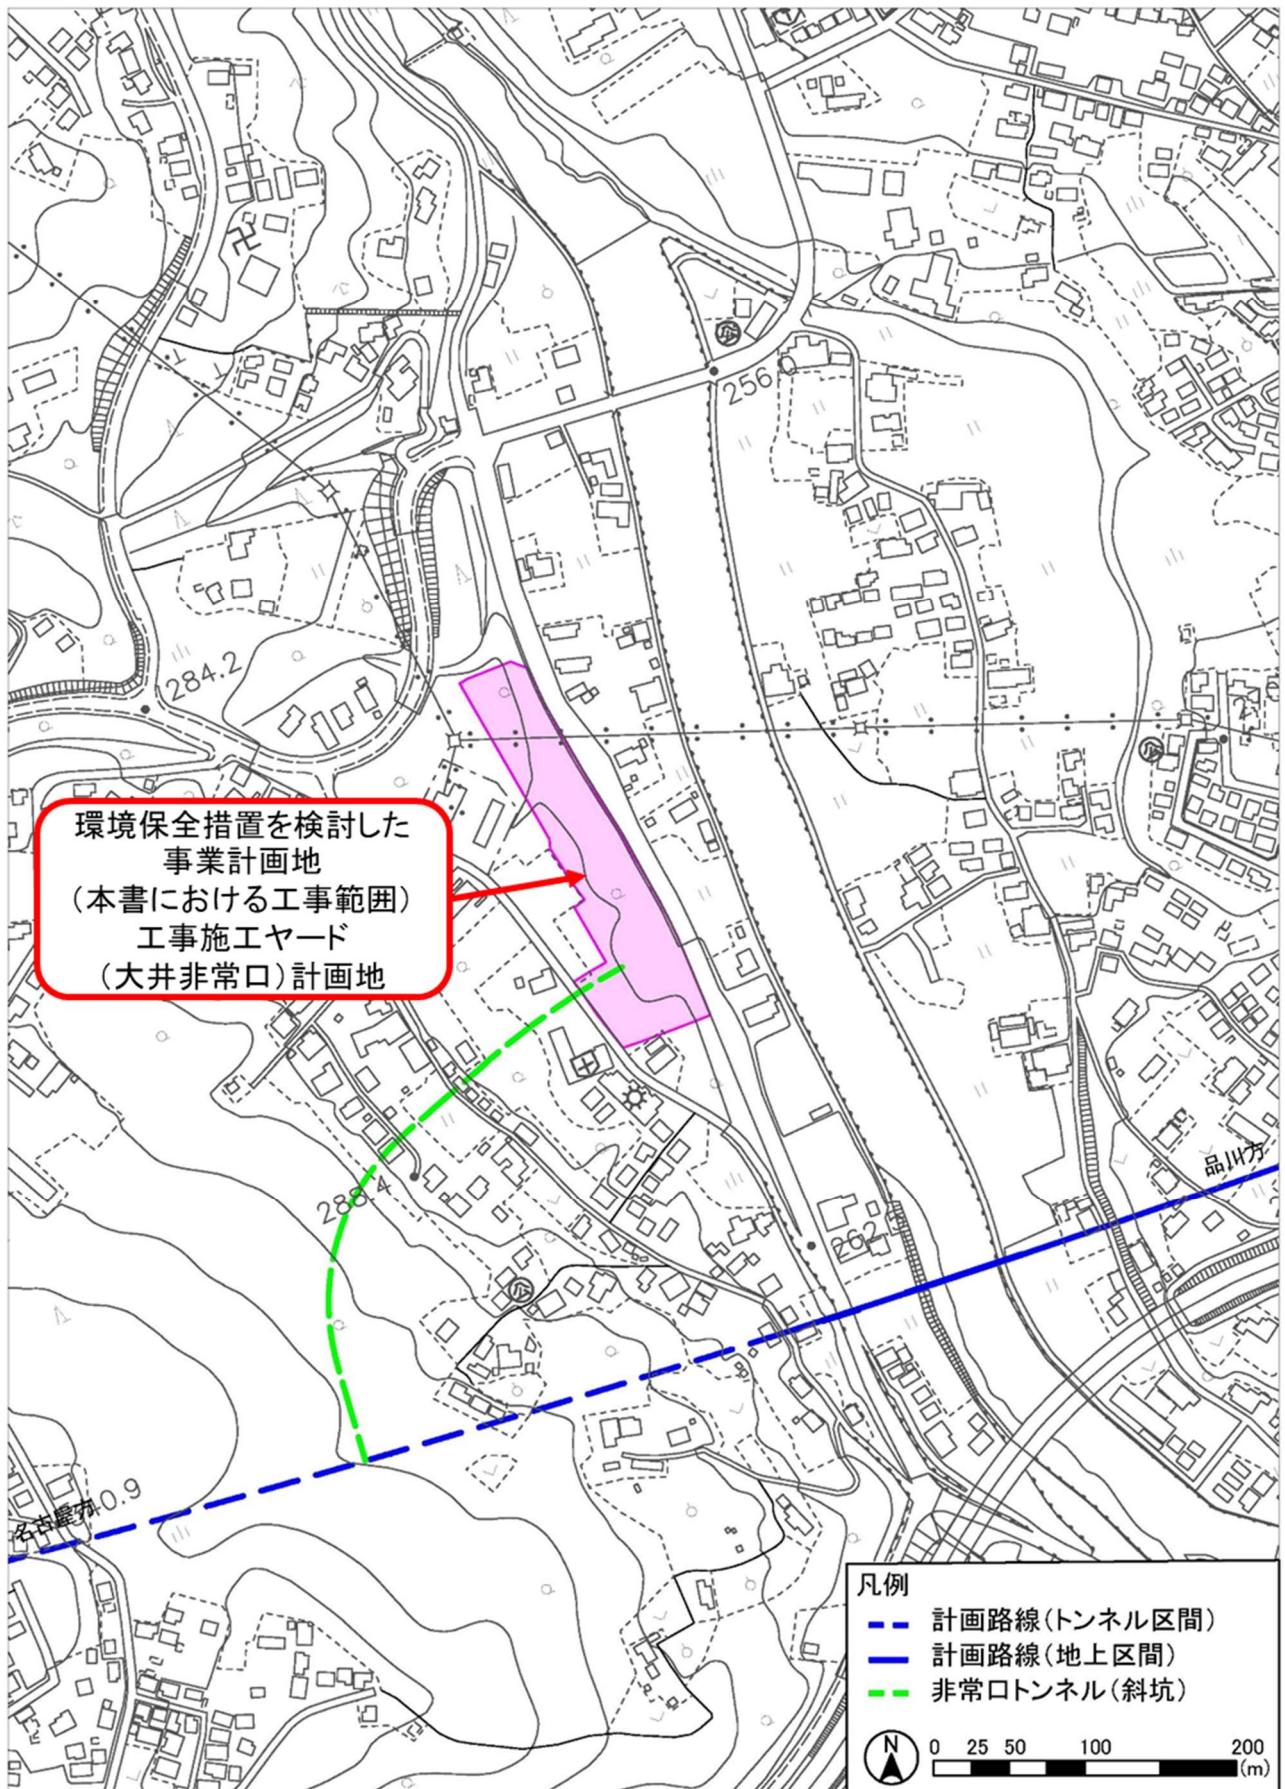 256
284.2
環境保全措置を検討した
事業計画地
(本書における工事範囲)
工事施工ヤード
(大井非常口)計画地
288.4
品川方
262.
名古屋方
0.9
凡例
計画路線(トンネル区間)
計画路線(地上区間)
非常口トンネル(斜坑)
N
0 25 50 100 200
(m)